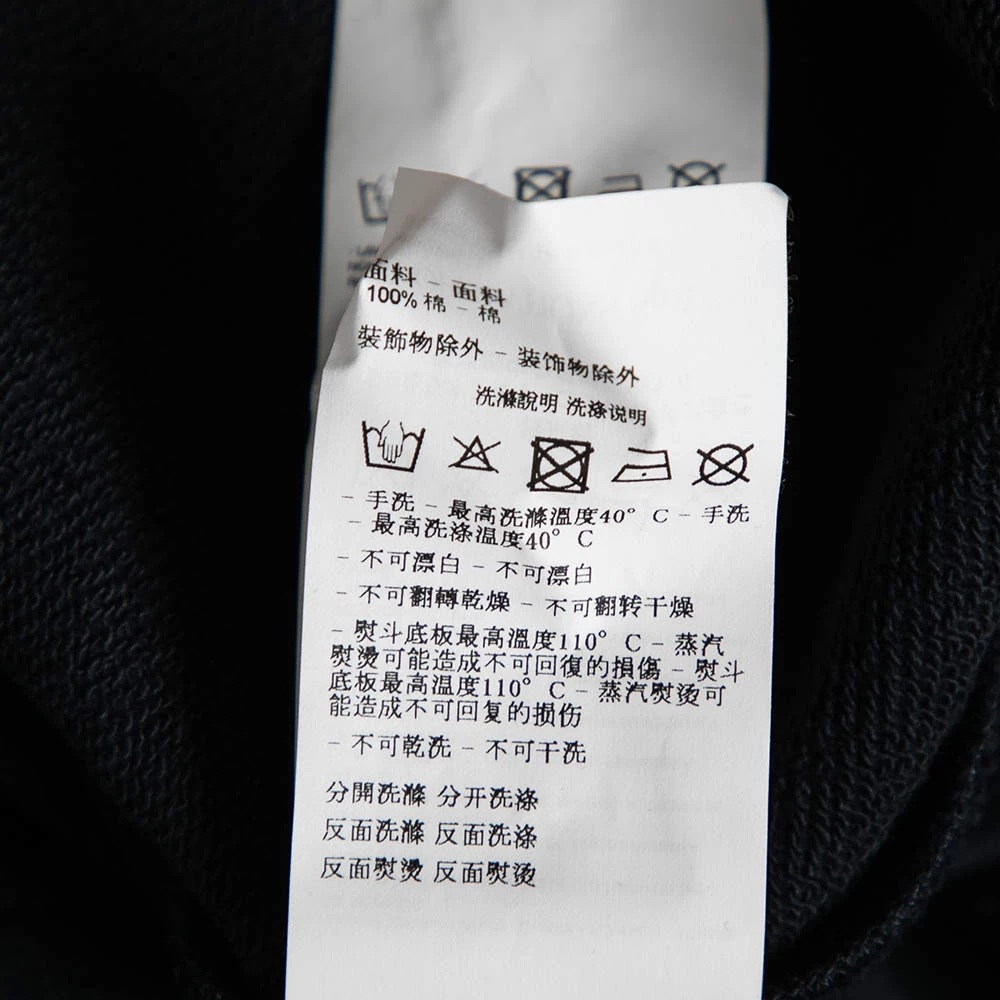 面料 - 面料
100% 棉 - 棉
裝飾物除外 - 装饰物除外
洗滌說明 洗涤说明
- 手洗 - 最高洗滌溫度40° C - 手洗
- 最高洗涤温度40° C
- 不可漂白 - 不可漂白
- 不可翻轉乾燥 - 不可翻转干燥
- 熨斗底板最高溫度110° C - 蒸汽
熨燙可能造成不可回復的損傷 - 熨斗
底板最高温度110° C - 蒸汽熨烫可
能造成不可回复的损伤
- 不可乾洗 - 不可干洗
分開洗滌 分开洗涤
反面洗滌 反面洗涤
反面熨燙 反面熨烫